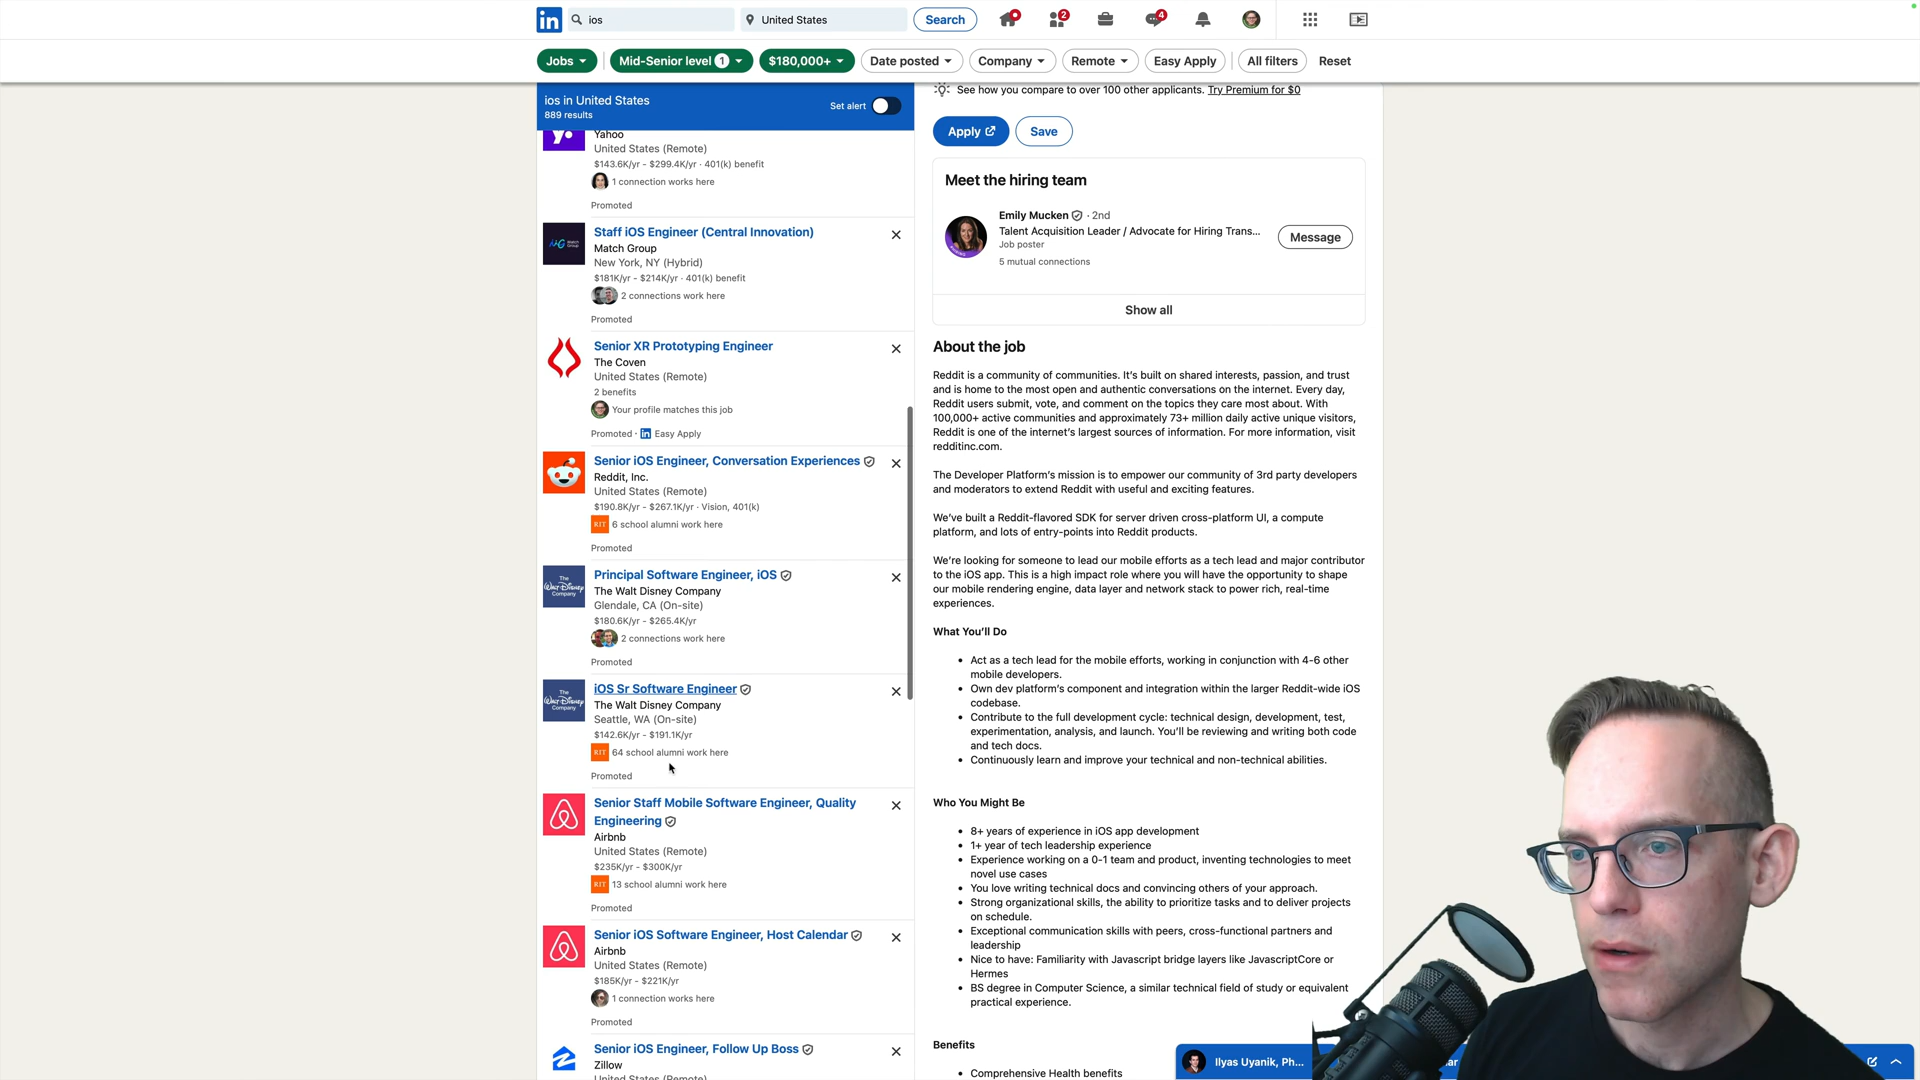 ios
United States
Search
2
4
Jobs
Mid-Senior level 1
$180,000+
Date posted
Company
Remote
Easy Apply
All filters
Reset
ios in United States
889 results
Set alert
Yahoo
United States (Remote)
$143.6K/yr - $299.4K/yr · 401(k) benefit
1 connection works here
Promoted
Staff iOS Engineer (Central Innovation)
Match Group
New York, NY (Hybrid)
$181K/yr - $214K/yr · 401(k) benefit
2 connections work here
Promoted
Senior XR Prototyping Engineer
The Coven
United States (Remote)
2 benefits
Your profile matches this job
Promoted · Easy Apply
Senior iOS Engineer, Conversation Experiences
Reddit, Inc.
United States (Remote)
$190.8K/yr - $267.1K/yr · Vision, 401(k)
RIT 6 school alumni work here
Promoted
Principal Software Engineer, iOS
The Walt Disney Company
Glendale, CA (On-site)
$180.6K/yr - $265.4K/yr
2 connections work here
Promoted
iOS Sr Software Engineer
The Walt Disney Company
Seattle, WA (On-site)
$142.6K/yr - $191.1K/yr
RIT 64 school alumni work here
Promoted
Senior Staff Mobile Software Engineer, Quality
Engineering
Airbnb
United States (Remote)
$235K/yr - $300K/yr
RIT 13 school alumni work here
Promoted
Senior iOS Software Engineer, Host Calendar
Airbnb
United States (Remote)
$185K/yr - $221K/yr
1 connection works here
Promoted
Senior iOS Engineer, Follow Up Boss
Zillow
United States (Remote)
See how you compare to over 100 other applicants. Try Premium for $0
Apply
Save
Meet the hiring team
Emily Mucken · 2nd
Talent Acquisition Leader / Advocate for Hiring Trans...
Job poster
5 mutual connections
Message
Show all
About the job
Reddit is a community of communities. It's built on shared interests, passion, and trust
and is home to the most open and authentic conversations on the internet. Every day,
Reddit users submit, vote, and comment on the topics they care most about. With
100,000+ active communities and approximately 73+ million daily active unique visitors,
Reddit is one of the internet's largest sources of information. For more information, visit
redditinc.com.
The Developer Platform's mission is to empower our community of 3rd party developers
and moderators to extend Reddit with useful and exciting features.
We've built a Reddit-flavored SDK for server driven cross-platform UI, a compute
platform, and lots of entry-points into Reddit products.
We're looking for someone to lead our mobile efforts as a tech lead and major contributor
to the iOS app. This is a high impact role where you will have the opportunity to shape
our mobile rendering engine, data layer and network stack to power rich, real-time
experiences.
What You'll Do
• Act as a tech lead for the mobile efforts, working in conjunction with 4-6 other
mobile developers.
• Own dev platform's component and integration within the larger Reddit-wide iOS
codebase.
• Contribute to the full development cycle: technical design, development, test,
experimentation, analysis, and launch. You'll be reviewing and writing both code
and tech docs.
• Continuously learn and improve your technical and non-technical abilities.
Who You Might Be
• 8+ years of experience in iOS app development
• 1+ year of tech leadership experience
• Experience working on a 0-1 team and product, inventing technologies to meet
novel use cases
• You love writing technical docs and convincing others of your approach.
• Strong organizational skills, the ability to prioritize tasks and to deliver projects
on schedule.
• Exceptional communication skills with peers, cross-functional partners and
leadership
• Nice to have: Familiarity with Javascript bridge layers like JavascriptCore or
Hermes
• BS degree in Computer Science, a similar technical field of study or equivalent
practical experience.
Benefits
• Comprehensive Health benefits
Ilyas Uyanik, Ph...